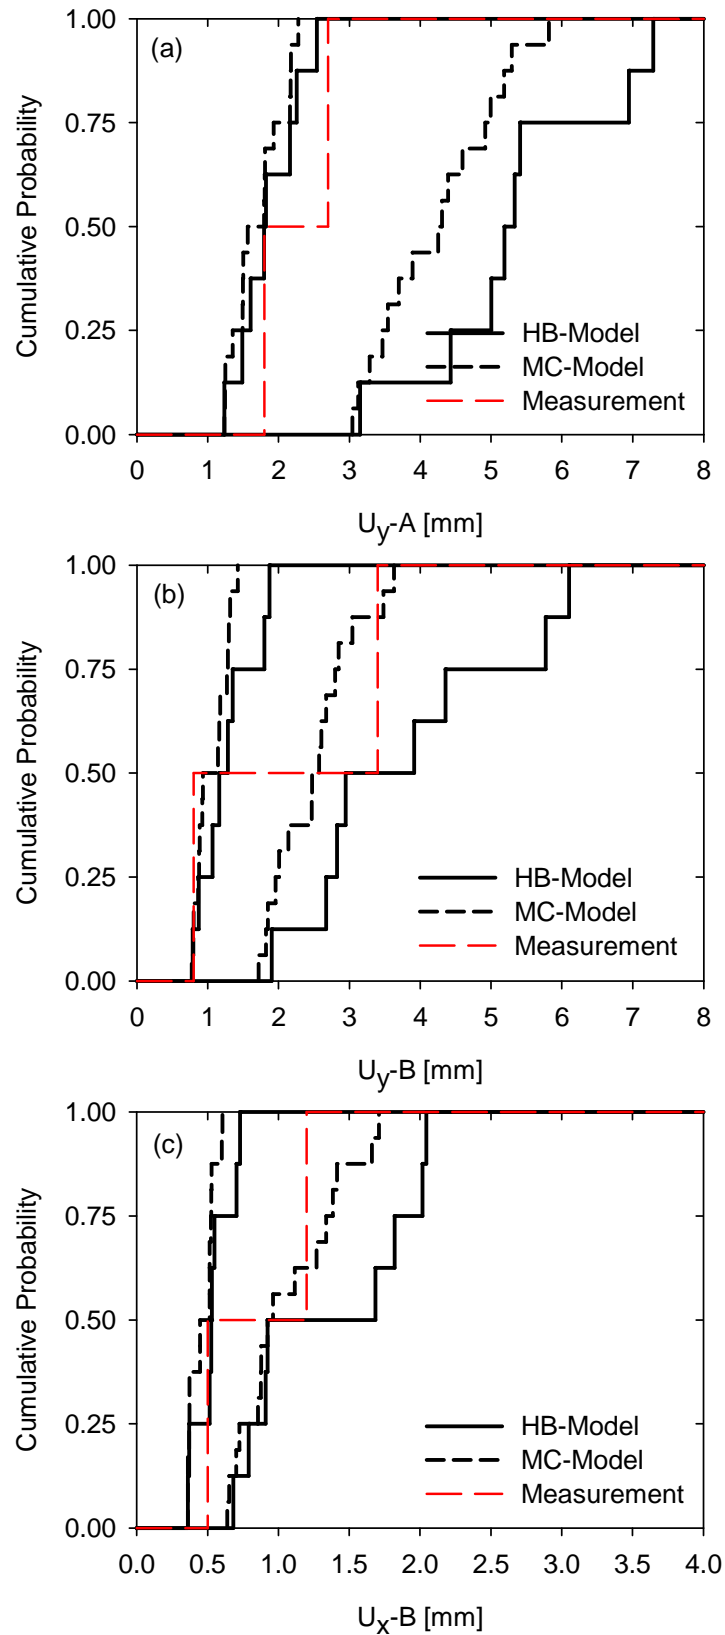 1.00
(a)
0.75
0.50
0.25
0.00
Cumulative Probability
HB-Model
MC-Model
Measurement
0 1 2 3 4 5 6 7 8
Uy-A [mm]
1.00
(b)
0.75
0.50
0.25
0.00
Cumulative Probability
HB-Model
MC-Model
Measurement
0 1 2 3 4 5 6 7 8
Uy-B [mm]
1.00
(c)
0.75
0.50
0.25
0.00
Cumulative Probability
HB-Model
MC-Model
Measurement
0.0 0.5 1.0 1.5 2.0 2.5 3.0 3.5 4.0
Ux-B [mm]